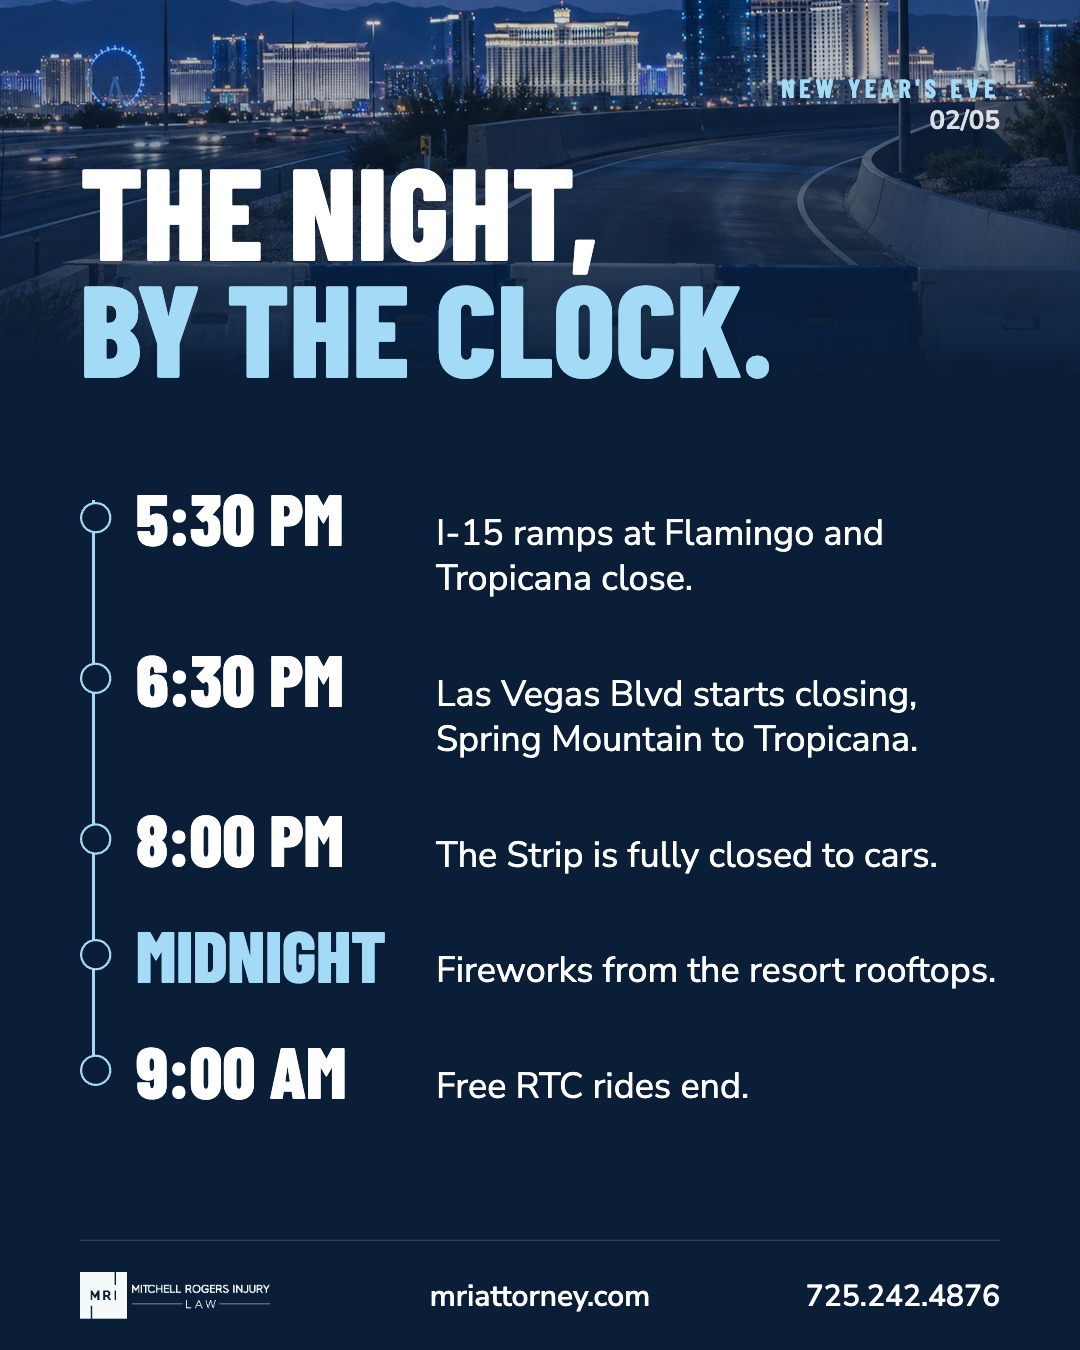 NEW YEAR'S EVE
02/05
THE NIGHT,
BY THE CLOCK.
5:30 PM
I-15 ramps at Flamingo and
Tropicana close.
6:30 PM
Las Vegas Blvd starts closing,
Spring Mountain to Tropicana.
8:00 PM
The Strip is fully closed to cars.
MIDNIGHT
Fireworks from the resort rooftops.
9:00 AM
Free RTC rides end.
MRI
MITCHELL ROGERS INJURY
LAW
mriattorney.com
725.242.4876